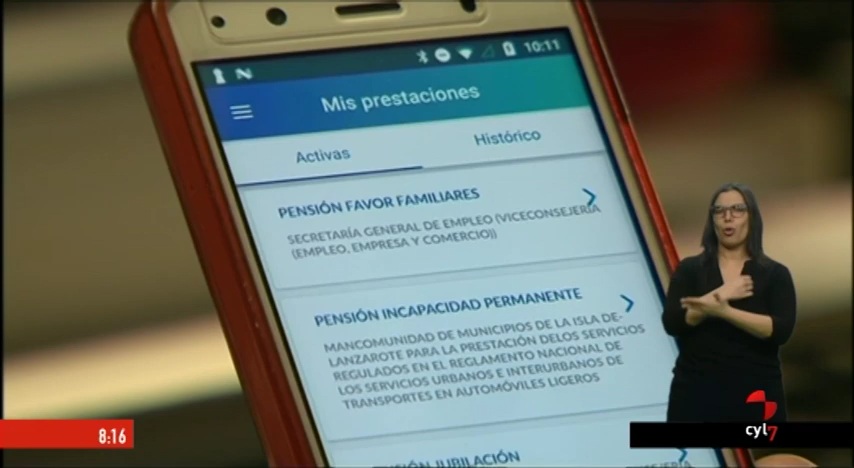 10:11
Mis prestaciones
Activas
Histórico
PENSIÓN FAVOR FAMILIARES
SECRETARÍA GENERAL DE EMPLEO (VICECONSEJERÍA
(EMPLEO, EMPRESA Y COMERCIO))
PENSIÓN INCAPACIDAD PERMANENTE
MANCOMUNIDAD DE MUNICIPIOS DE LA ISLA DE-
LANZAROTE PARA LA PRESTACIÓN DELOS SERVICIOS
REGULADOS EN EL REGLAMENTO NACIONAL DE
LOS SERVICIOS URBANOS E INTERURBANOS DE
TRANSPORTES EN AUTOMÓVILES LIGEROS
PENSIÓN JUBILACIÓN
8:16
cyl7